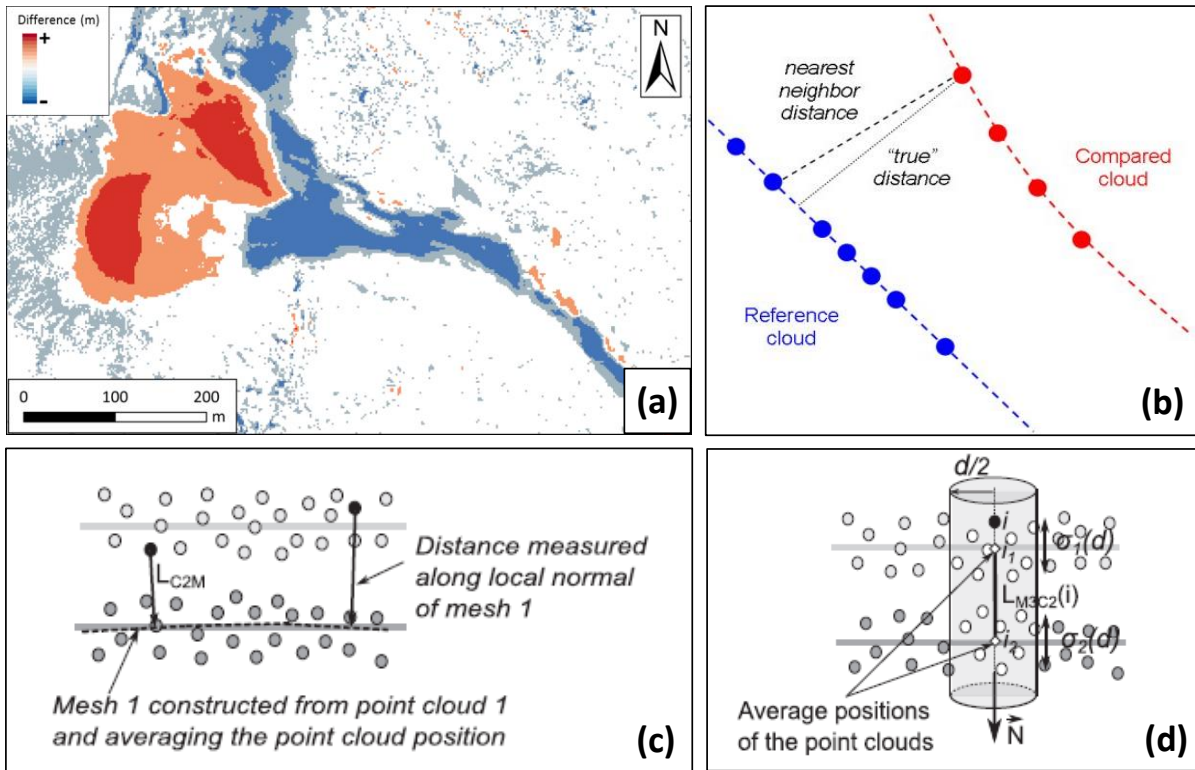 Difference (m)
+
-
N
0 100 200
m
(a)
nearest
neighbor
distance
"true"
distance
Compared
cloud
Reference
cloud
(b)
L_C2M
Distance measured
along local normal
of mesh 1
Mesh 1 constructed from point cloud 1
and averaging the point cloud position
(c)
d/2
i
i₁
σ₁(d)
L_M3C2(i)
i₂
σ₂(d)
Average positions
of the point clouds
N
(d)